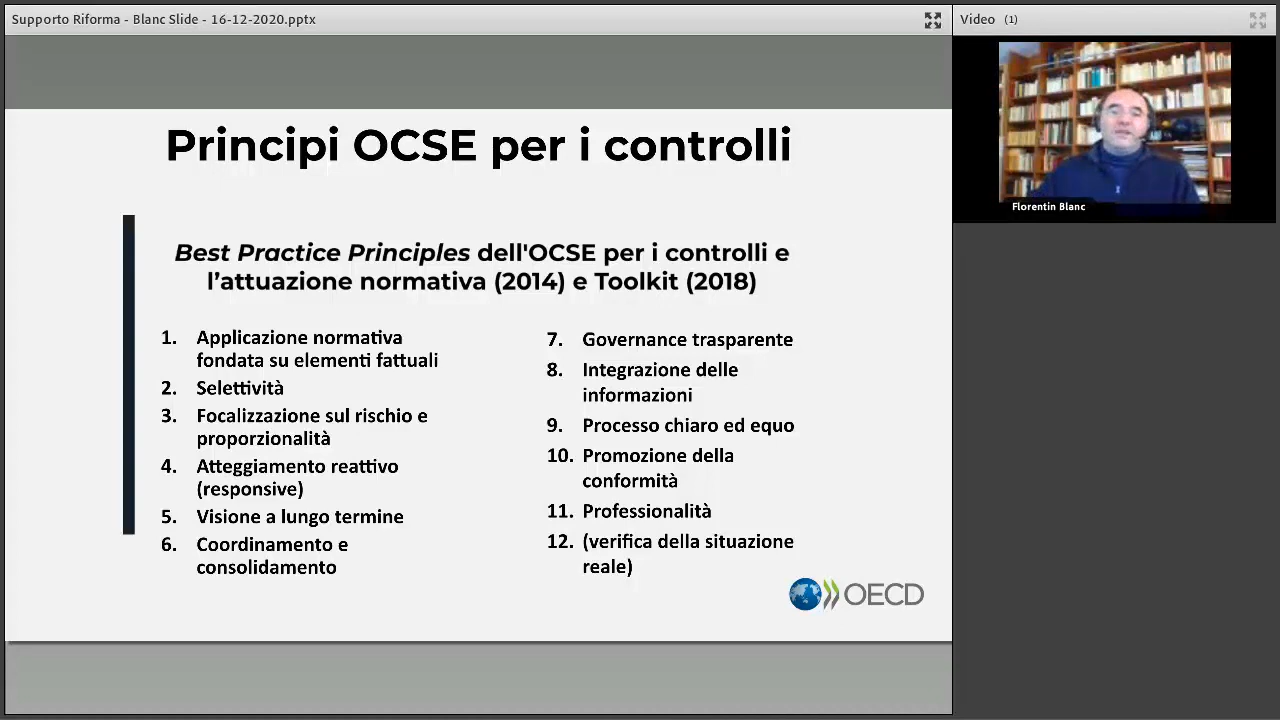 Supporto Riforma - Blanc Slide - 16-12-2020.pptx
Video (1)
Florentin Blanc
Principi OCSE per i controlli
Best Practice Principles dell'OCSE per i controlli e
l’attuazione normativa (2014) e Toolkit (2018)
1. Applicazione normativa
fondata su elementi fattuali
2. Selettività
3. Focalizzazione sul rischio e
proporzionalità
4. Atteggiamento reattivo
(responsive)
5. Visione a lungo termine
6. Coordinamento e
consolidamento
7. Governance trasparente
8. Integrazione delle
informazioni
9. Processo chiaro ed equo
10. Promozione della
conformità
11. Professionalità
12. (verifica della situazione
reale)
OECD